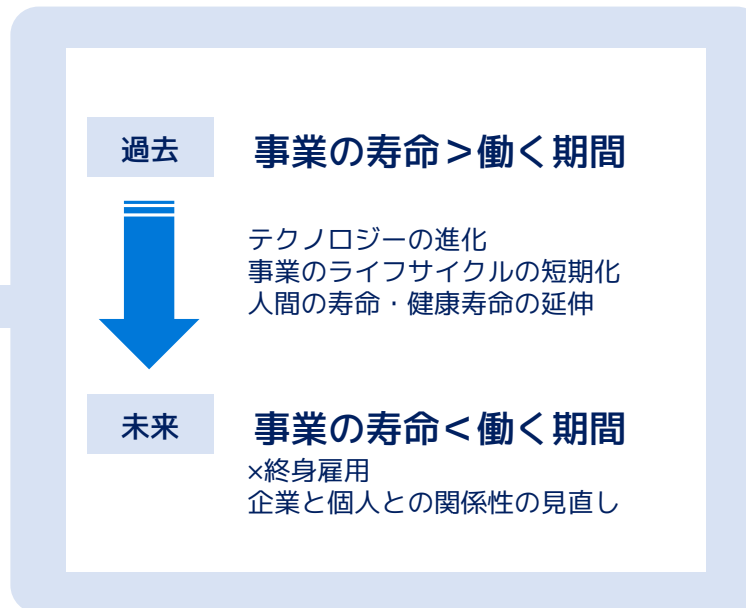 過去
事業の寿命＞働く期間
テクノロジーの進化
事業のライフサイクルの短期化
人間の寿命・健康寿命の延伸
未来
事業の寿命＜働く期間
×終身雇用
企業と個人との関係性の見直し